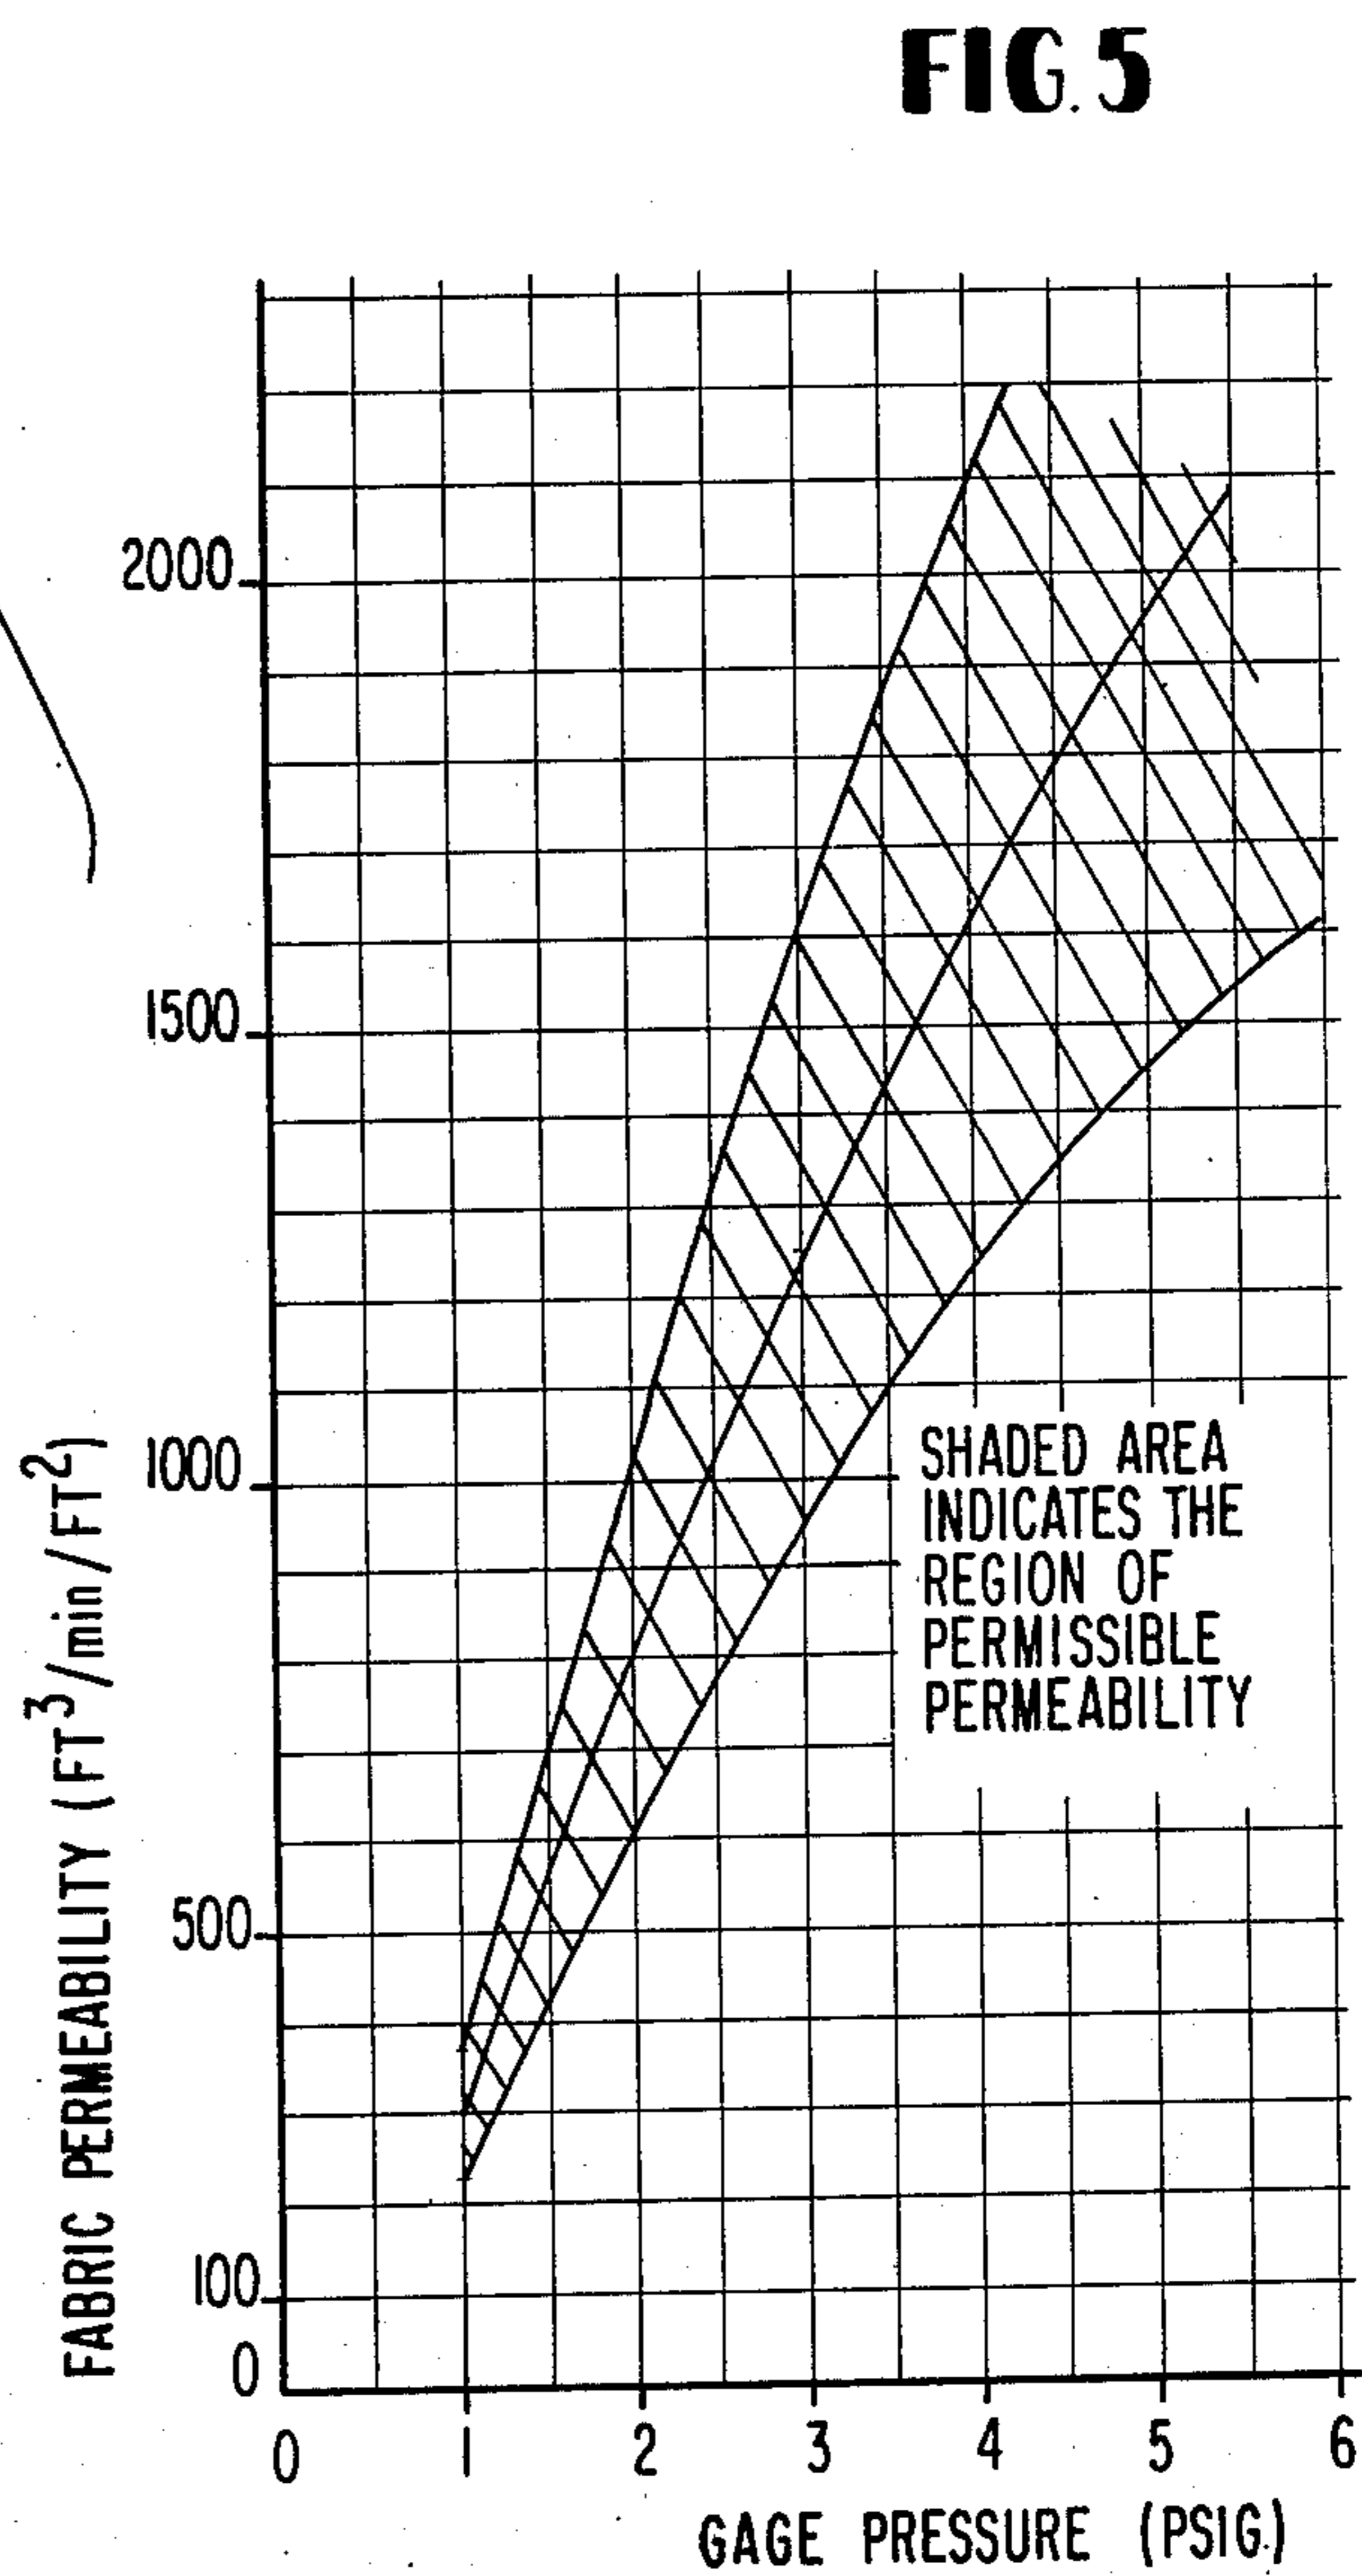 FIG. 5
2000
1500
1000
500
100
0
FABRIC PERMEABILITY (FT³/min/FT²)
SHADED AREA
INDICATES THE
REGION OF
PERMISSIBLE
PERMEABILITY
0 1 2 3 4 5 6
GAGE PRESSURE (PSIG.)